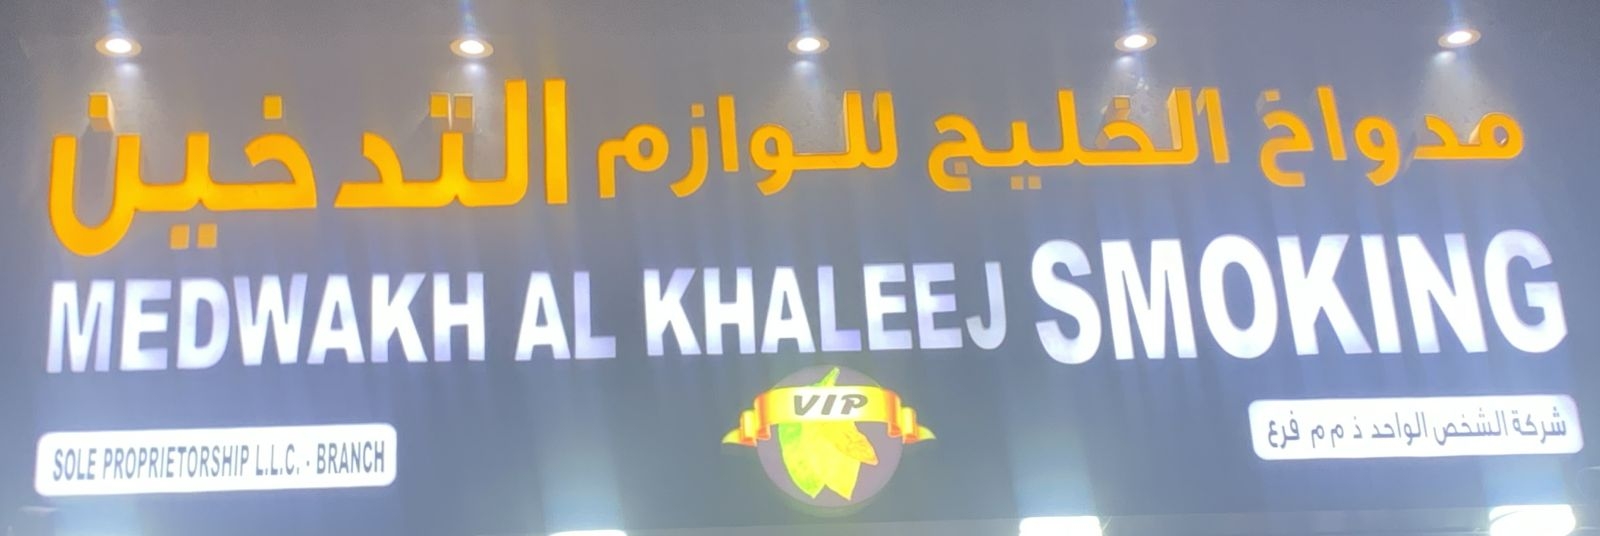 مدواخ الخليج للوازم التدخين
MEDWAKH AL KHALEEJ SMOKING
VIP
شركة الشخص الواحد ذ م م فرع
SOLE PROPRIETORSHIP L.L.C. - BRANCH